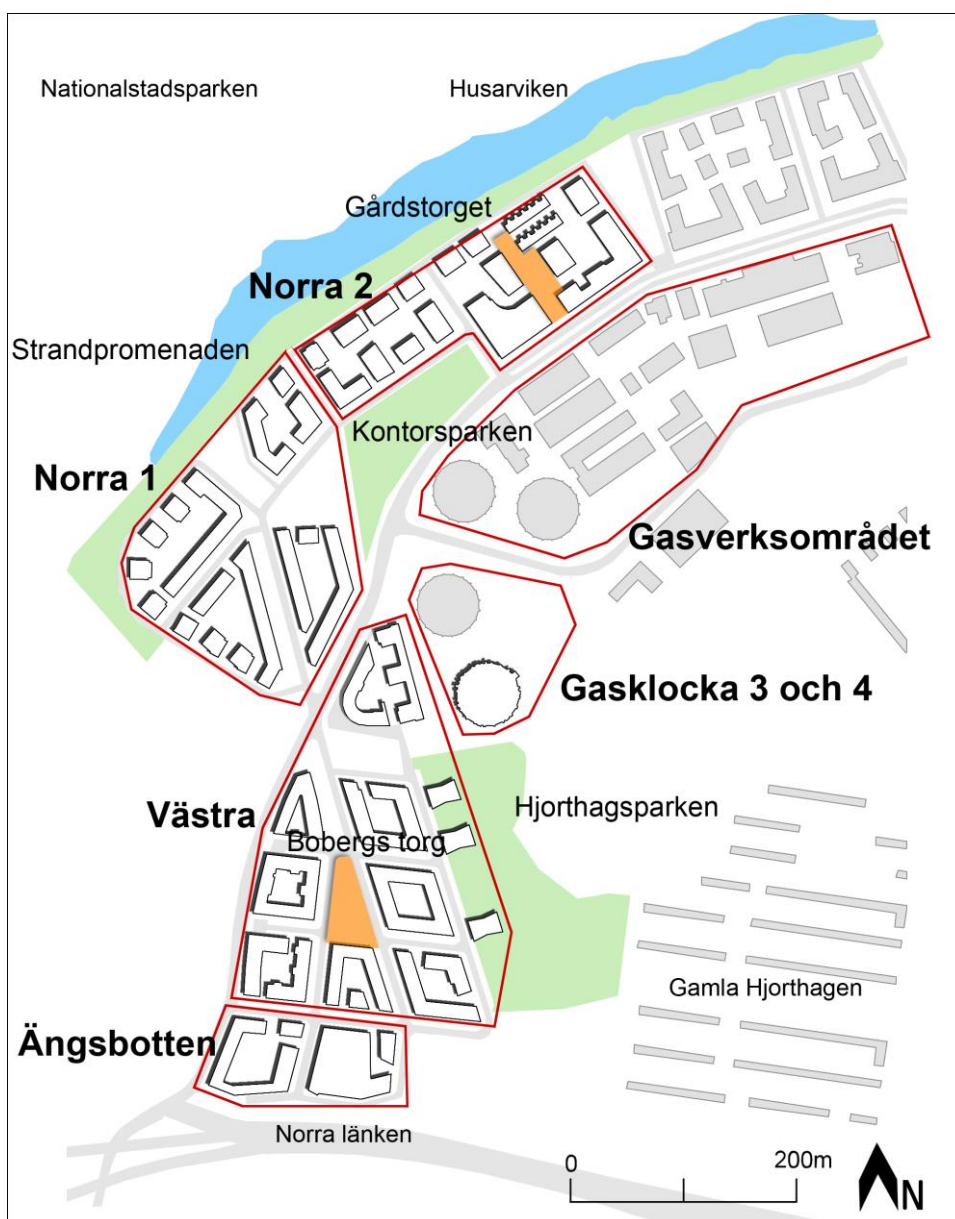 Nationalstadsparken
Husarviken
Gårdstorget
Norra 2
Strandpromenaden
Kontorsparken
Norra 1
Gasverksområdet
Gasklocka 3 och 4
Västra
Hjorthagsparken
Bobergs torg
Gamla Hjorthagen
Ängsbotten
Norra länken
0
200m
N